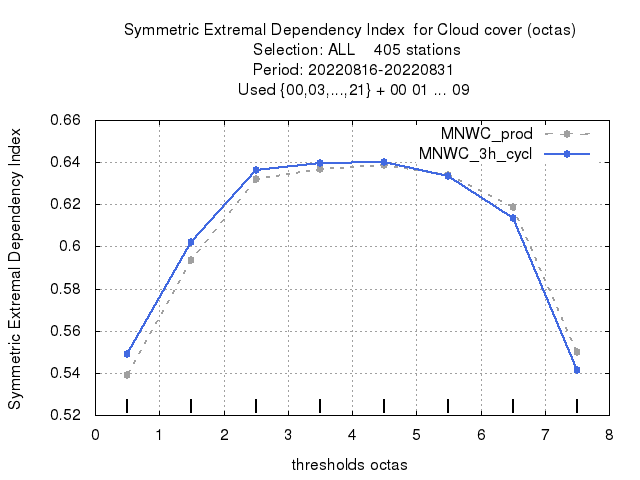 Symmetric Extremal Dependency Index  for Cloud cover (octas)
Selection: ALL    405 stations
Period: 20220816-20220831
Used {00,03,...,21} + 00 01 ... 09
Symmetric Extremal Dependency Index
0.66
0.64
0.62
0.6
0.58
0.56
0.54
0.52
MNWC_prod
MNWC_3h_cycl
0 1 2 3 4 5 6 7 8
thresholds octas